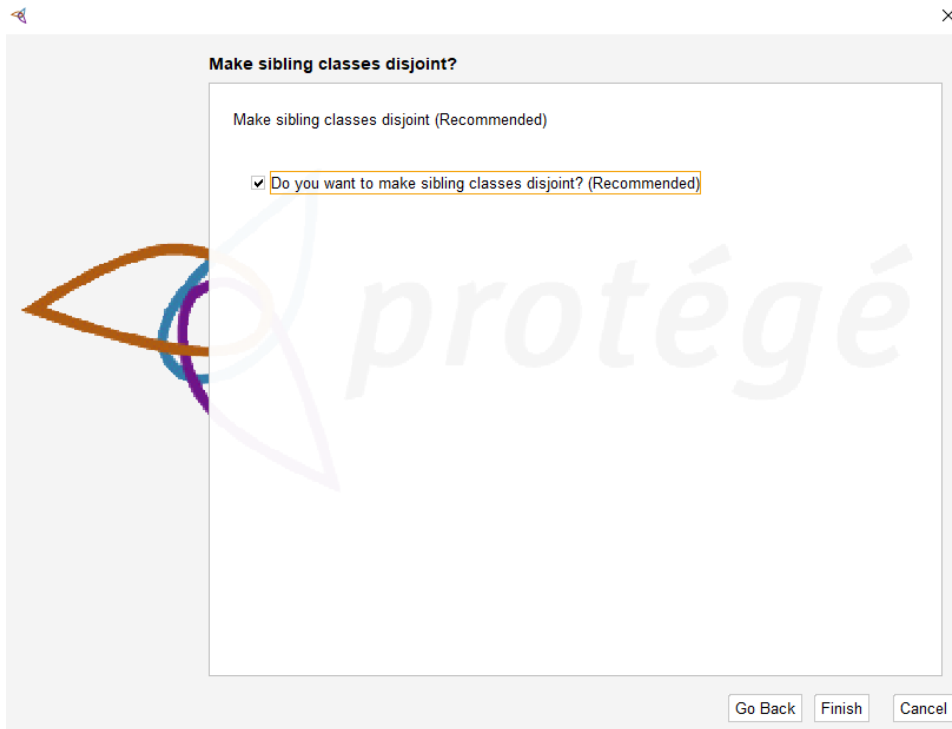 Make sibling classes disjoint?
Make sibling classes disjoint (Recommended)
Do you want to make sibling classes disjoint? (Recommended)
protégé
Go Back Finish Cancel